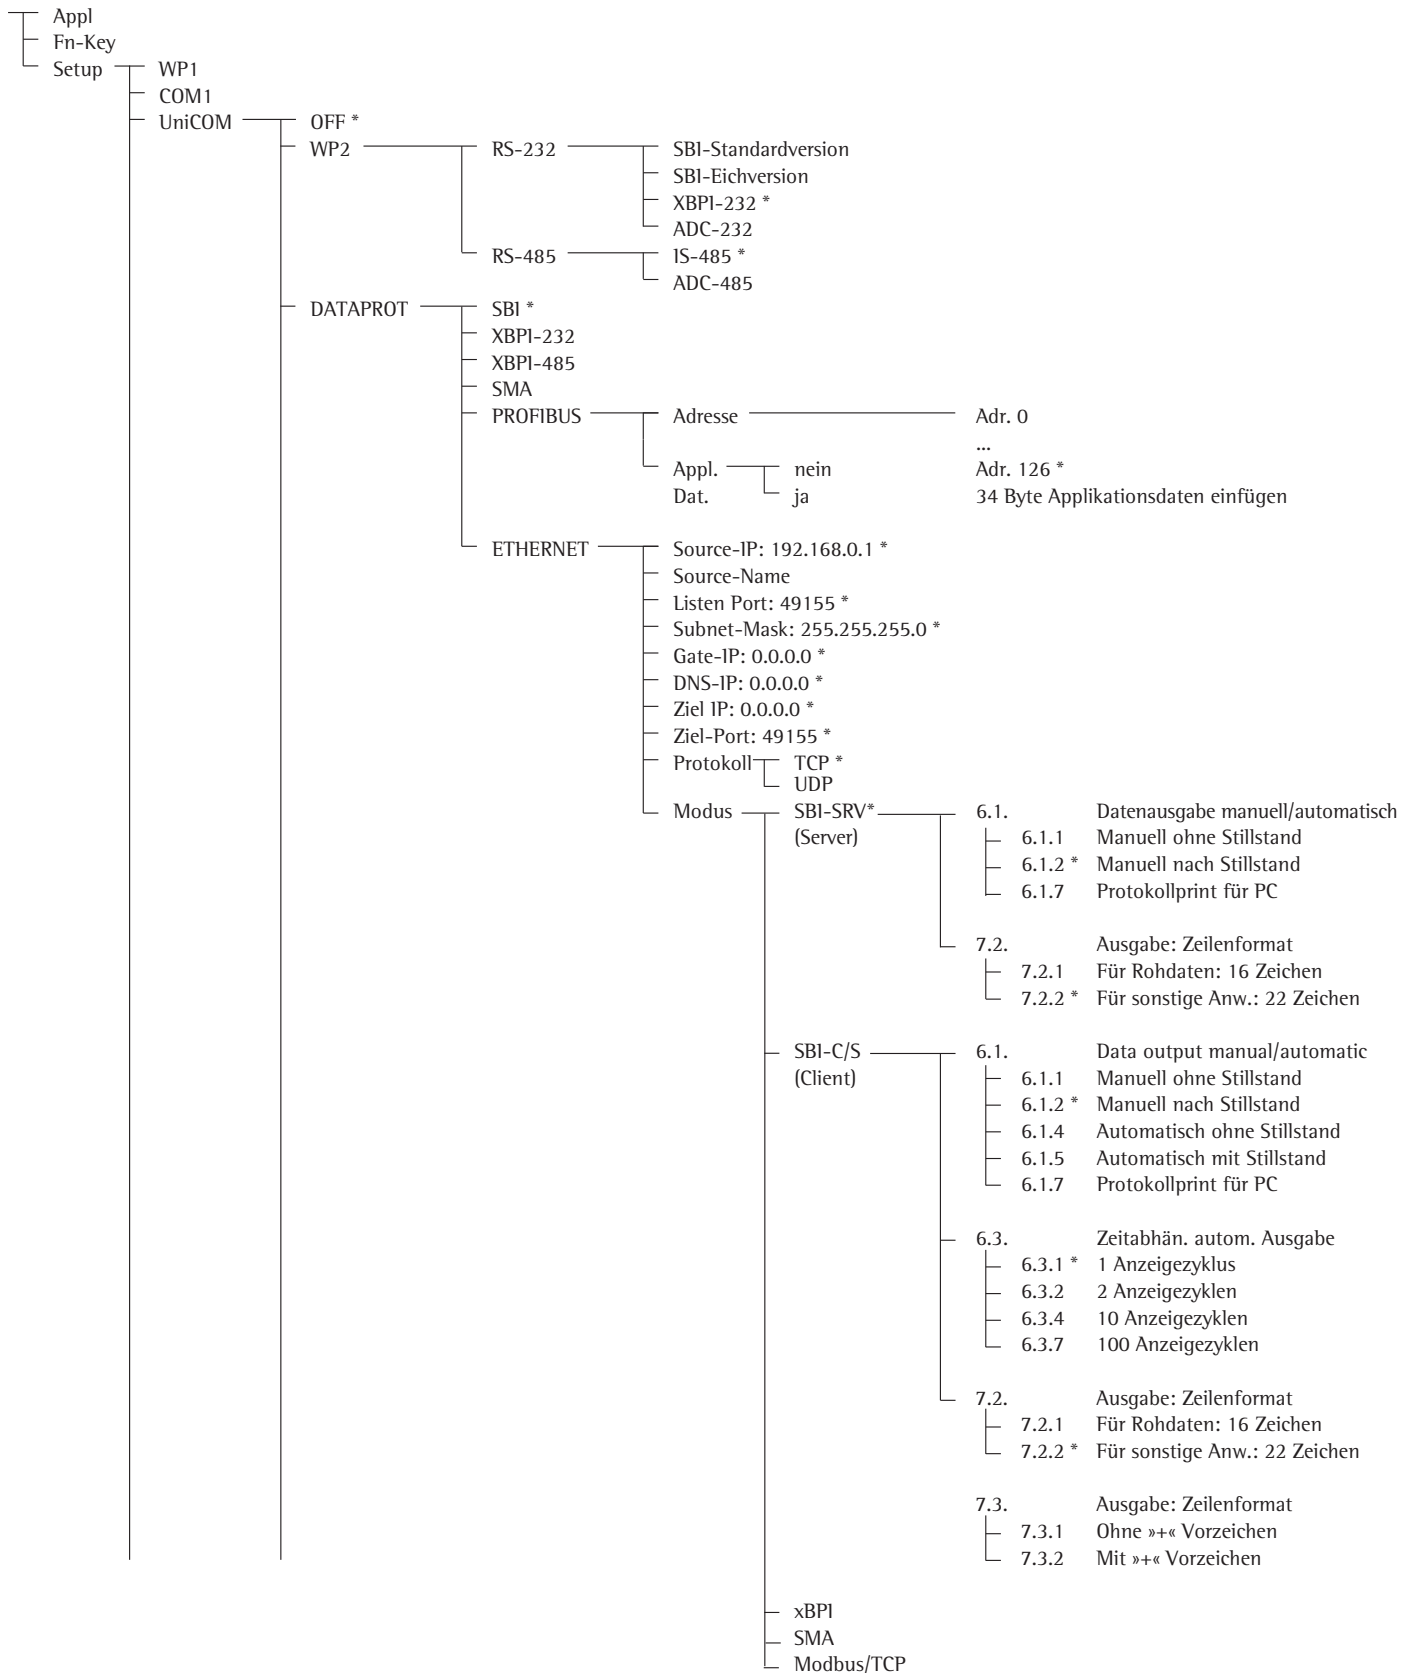 Appl
Fn-Key
Setup WP1
COM1
UniCOM OFF *
WP2 RS-232 SBI-Standardversion
SBI-Eichversion
XBPI-232 *
ADC-232
RS-485 IS-485 *
ADC-485
DATAPROT SBI *
XBPI-232
XBPI-485
SMA
PROFIBUS Adresse Adr. 0
...
Appl. nein Adr. 126 *
Dat. ja 34 Byte Applikationsdaten einfügen
ETHERNET Source-IP: 192.168.0.1 *
Source-Name
Listen Port: 49155 *
Subnet-Mask: 255.255.255.0 *
Gate-IP: 0.0.0.0 *
DNS-IP: 0.0.0.0 *
Ziel IP: 0.0.0.0 *
Ziel-Port: 49155 *
Protokoll TCP *
UDP
Modus SBI-SRV* 6.1. Datenausgabe manuell/automatisch
(Server) 6.1.1 Manuell ohne Stillstand
6.1.2 * Manuell nach Stillstand
6.1.7 Protokollprint für PC
7.2. Ausgabe: Zeilenformat
7.2.1 Für Rohdaten: 16 Zeichen
7.2.2 * Für sonstige Anw.: 22 Zeichen
SBI-C/S 6.1. Data output manual/automatic
(Client) 6.1.1 Manuell ohne Stillstand
6.1.2 * Manuell nach Stillstand
6.1.4 Automatisch ohne Stillstand
6.1.5 Automatisch mit Stillstand
6.1.7 Protokollprint für PC
6.3. Zeitabhän. autom. Ausgabe
6.3.1 * 1 Anzeigezyklus
6.3.2 2 Anzeigezyklen
6.3.4 10 Anzeigezyklen
6.3.7 100 Anzeigezyklen
7.2. Ausgabe: Zeilenformat
7.2.1 Für Rohdaten: 16 Zeichen
7.2.2 * Für sonstige Anw.: 22 Zeichen
7.3. Ausgabe: Zeilenformat
7.3.1 Ohne »+« Vorzeichen
7.3.2 Mit »+« Vorzeichen
xBPI
SMA
Modbus/TCP